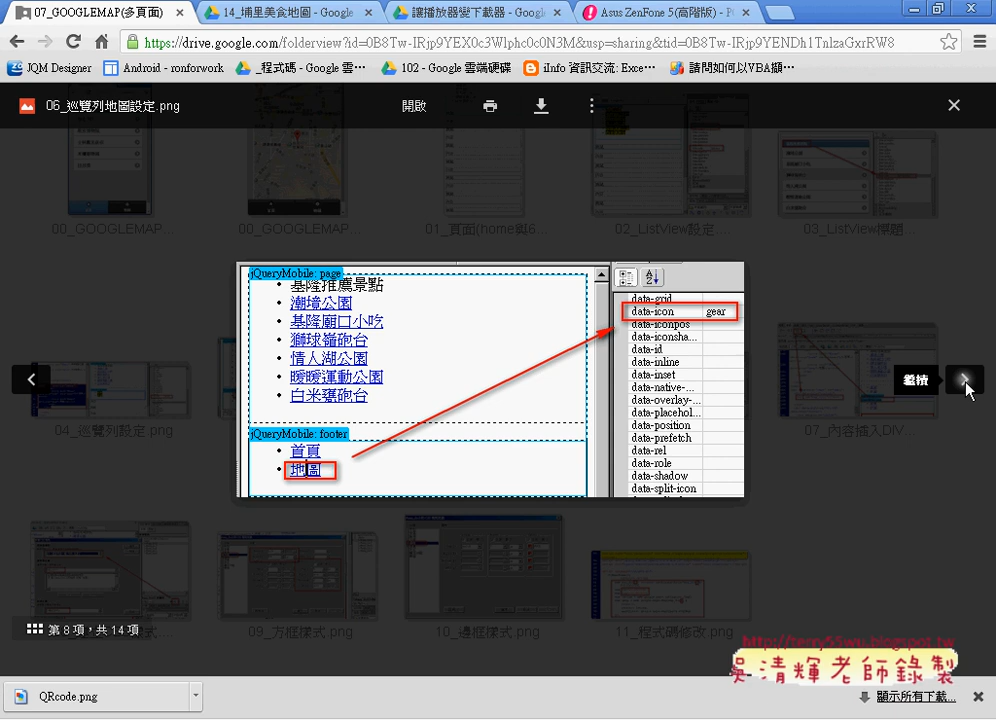 07_GOOGLEMAP(多頁面)
14_埔里美食地圖 - Google
讓播放器變下載器 - Googl
Asus ZenFone 5(高階版) - P
https://drive.google.com/folderview?id=0B8Tw-IRjp9YEX0c3Wlphc0c0N3M&usp=sharing&tid=0B8Tw-IRjp9YENDh1TnlzaGxrRW8
JQM Designer
Android - ronforwork
_程式碼 - Google 雲…
102 - Google 雲端硬碟
iInfo 資訊交流: Exce…
請問如何以VBA擷…
06_巡覽列地圖設定.png
開啟
00_GOOGLEMAP...
00_GOOGLEMAP...
01_頁面(home與6...
02_ListView設定....
03_ListView標題...
jQueryMobile: page
基隆推薦景點
潮境公園
基隆廟口小吃
獅球嶺砲台
情人湖公園
暖暖運動公園
白米甕砲台
jQueryMobile: footer
首頁
地圖
data-grid
data-icon gear
data-iconpos
data-iconsha...
data-id
data-inline
data-inset
data-native-...
data-overlay-...
data-placehol...
data-position
data-prefetch
data-rel
data-role
data-shadow
data-split-icon
繼續
04_巡覽列設定.png
07_內容插入DIV...
第 8 項，共 14 項
09_方框樣式.png
10_邊框樣式.png
11_程式碼修改.png
http://terry55wu.blogspot.tw
吳清輝老師錄製
QRcode.png
顯示所有下載...